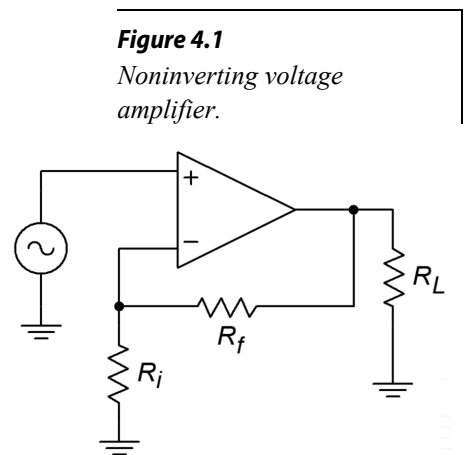 Figure 4.1
Noninverting voltage
amplifier.
+
−
R_L
R_f
R_i